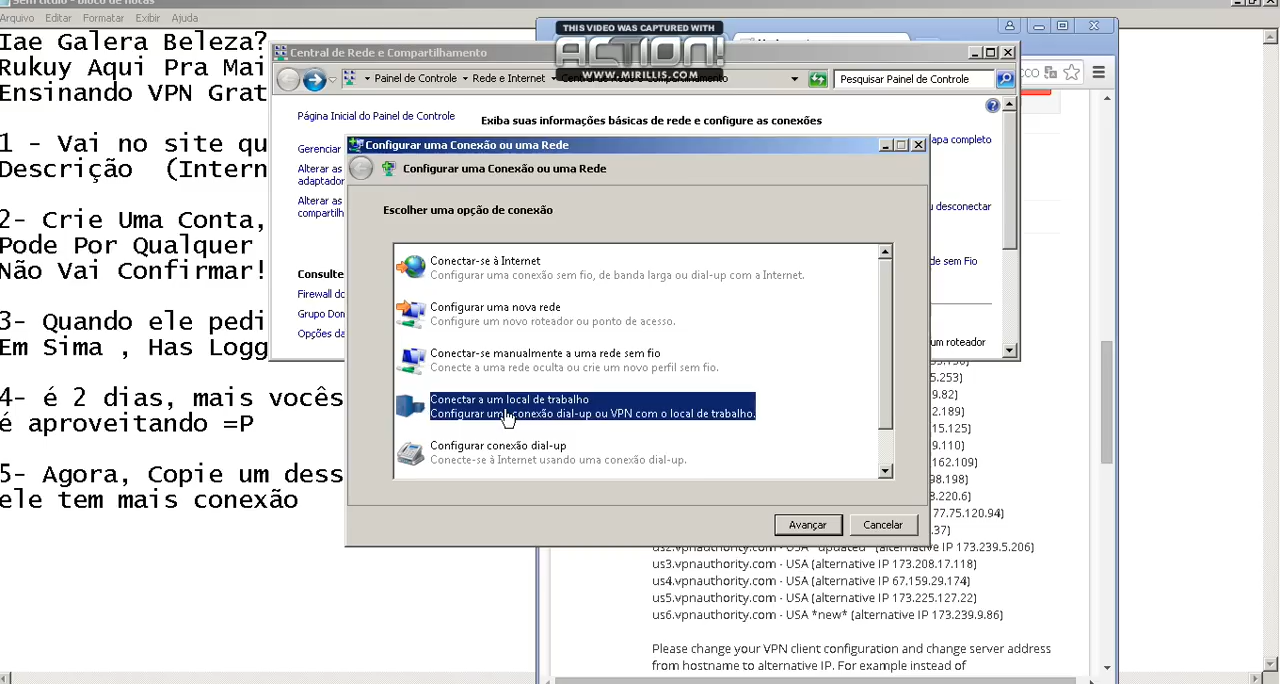 Sem título - Bloco de notas
Arquivo Editar Formatar Exibir Ajuda
Iae Galera Beleza?
Rukuy Aqui Pra Mai
Ensinando VPN Grat
1 - Vai no site qu
Descrição (Intern
2- Crie Uma Conta,
Pode Por Qualquer
Não Vai Confirmar!
3- Quando ele pedi
Em Sima , Has Logg
4- é 2 dias, mais vocês
é aproveitando =P
5- Agora, Copie um dess
ele tem mais conexão
THIS VIDEO WAS CAPTURED WITH
ACTION!
WWW.MIRILLIS.COM
Central de Rede e Compartilhamento
Painel de Controle Rede e Internet Central de Rede e Compartilhamento
Pesquisar Painel de Controle
Página Inicial do Painel de Controle
Gerenciar
Alterar as
adaptador
Alterar as
compartilh
Consulte
Firewall do
Grupo Dom
Opções da
Exiba suas informações básicas de rede e configure as conexões
apa completo
u desconectar
de sem Fio
um roteador
Configurar uma Conexão ou uma Rede
Configurar uma Conexão ou uma Rede
Escolher uma opção de conexão
Conectar-se à Internet
Configurar uma conexão sem fio, de banda larga ou dial-up com a Internet.
Configurar uma nova rede
Configure um novo roteador ou ponto de acesso.
Conectar-se manualmente a uma rede sem fio
Conecte a uma rede oculta ou crie um novo perfil sem fio.
Conectar a um local de trabalho
Configurar uma conexão dial-up ou VPN com o local de trabalho.
Configurar conexão dial-up
Conecte-se à Internet usando uma conexão dial-up.
Avançar Cancelar
.253)
9.82)
2.189)
9.110)
162.109)
98.198)
3.220.6)
77.75.120.94)
.37)
us2.vpnauthority.com - USA *updated* (alternative IP 173.239.5.206)
us3.vpnauthority.com - USA (alternative IP 173.208.17.118)
us4.vpnauthority.com - USA (alternative IP 67.159.29.174)
us5.vpnauthority.com - USA (alternative IP 173.225.127.22)
us6.vpnauthority.com - USA *new* (alternative IP 173.239.9.86)
Please change your VPN client configuration and change server address
from hostname to alternative IP. For example instead of